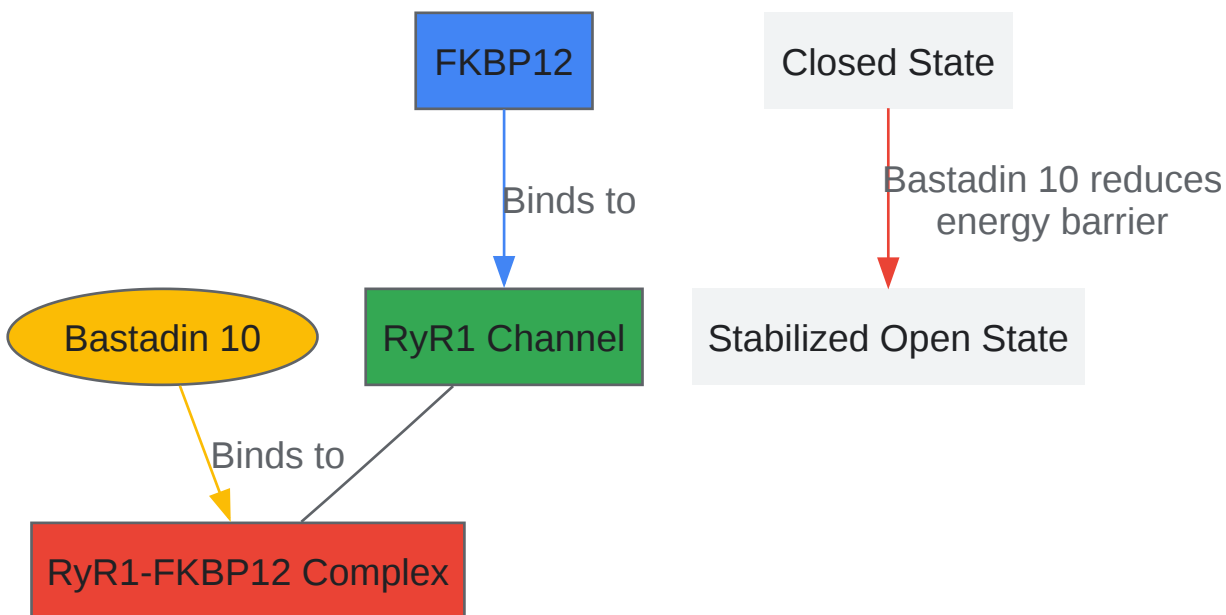 FKBP12
Closed State
Binds to
Bastadin 10 reduces
energy barrier
Bastadin 10
RyR1 Channel
Stabilized Open State
Binds to
RyR1-FKBP12 Complex